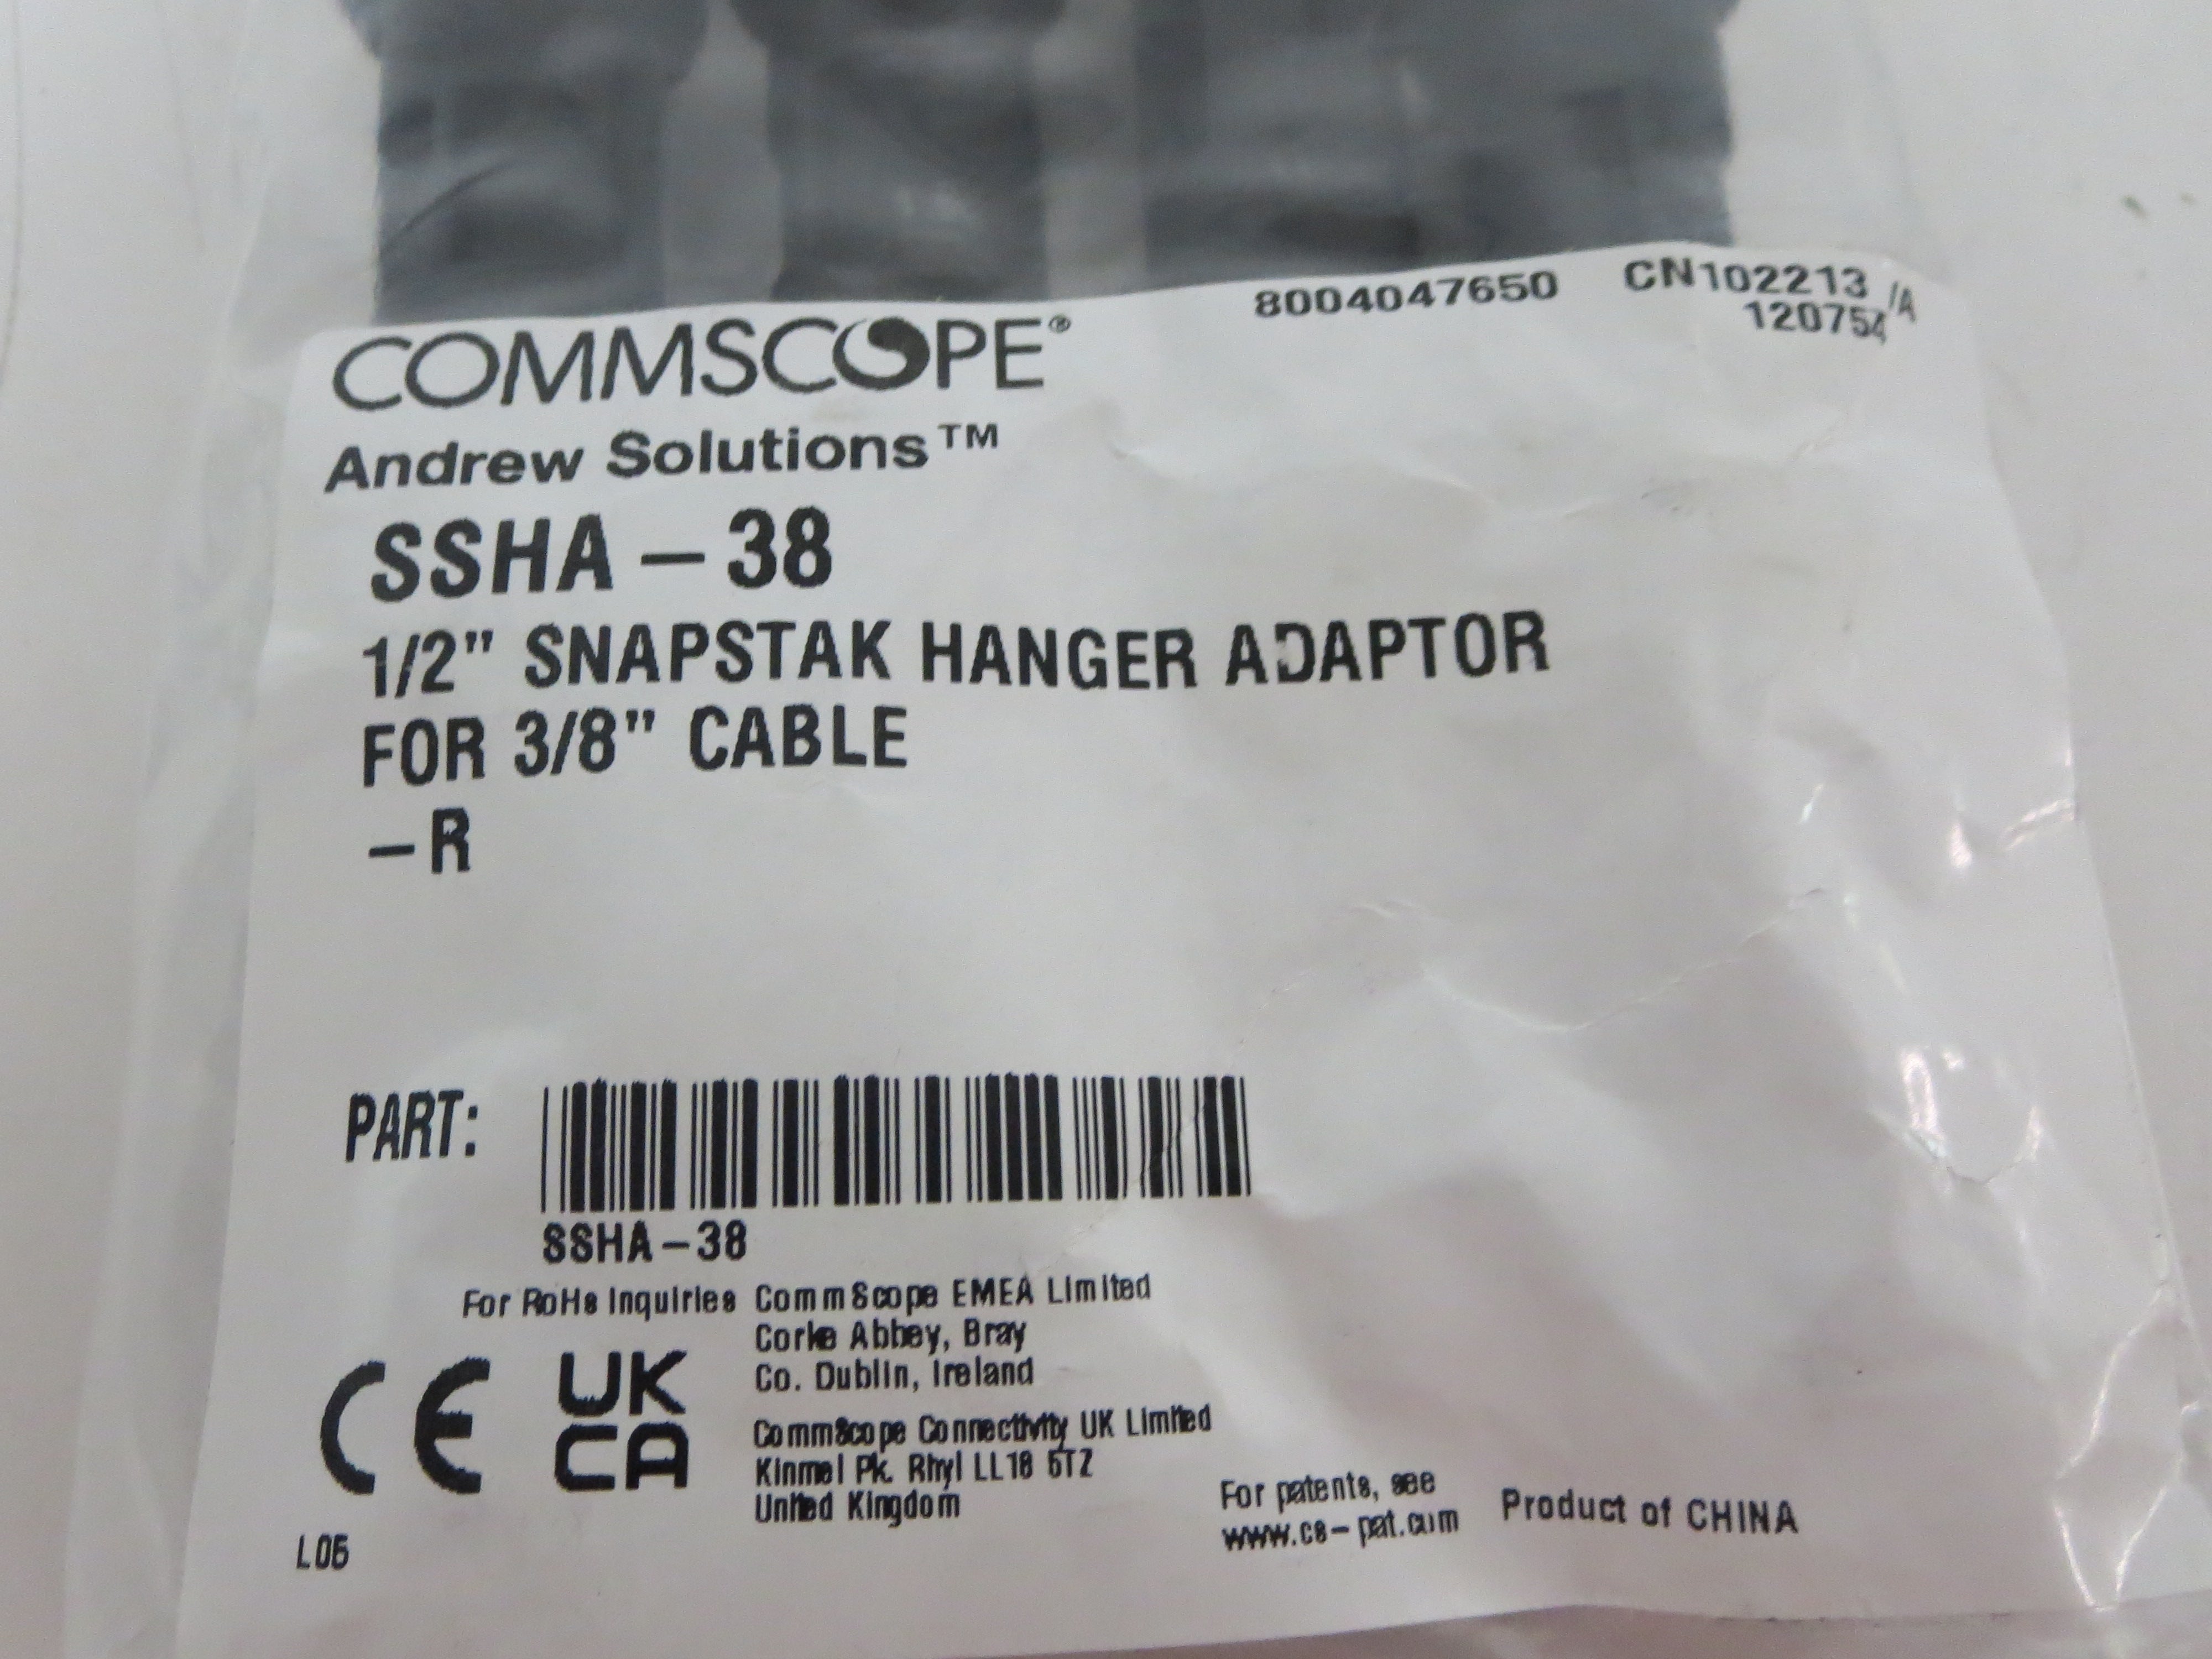 8004047650 CN102213 /A
120754
COMMSCOPE®
Andrew Solutions™
SSHA-38
1/2" SNAPSTAK HANGER ADAPTOR
FOR 3/8" CABLE
-R
PART:
SSHA-38
For RoHs Inquiries CommScope EMEA Limited
Corke Abbey, Bray
Co. Dublin, Ireland
CE
UK
CA
CommScope Connectivity UK Limited
Kinmel Pk. Rhyl LL18 5TZ
United Kingdom
For patents, see
www.cs-pat.com
Product of CHINA
L05